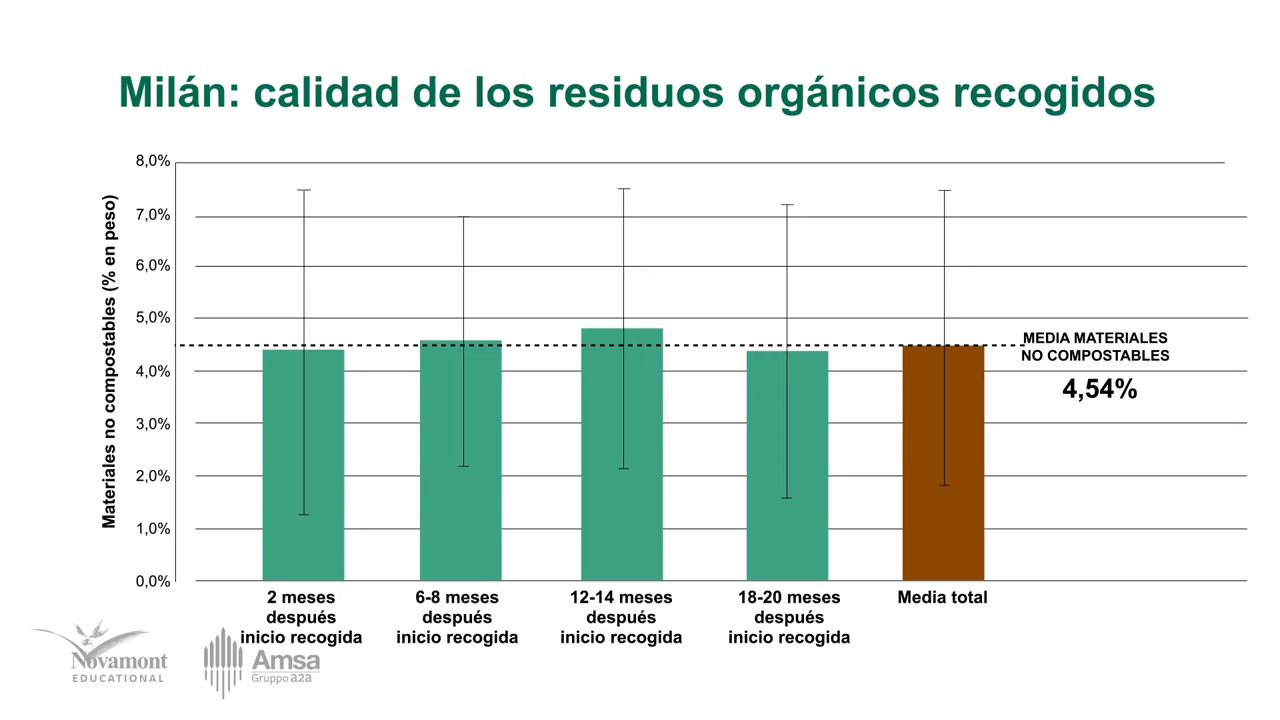 Milán: calidad de los residuos orgánicos recogidos
Materiales no compostables (% en peso)
8,0%
7,0%
6,0%
5,0%
4,0%
3,0%
2,0%
1,0%
0,0%
MEDIA MATERIALES
NO COMPOSTABLES
4,54%
2 meses
después
inicio recogida
6-8 meses
después
inicio recogida
12-14 meses
después
inicio recogida
18-20 meses
después
inicio recogida
Media total
Novamont
EDUCATIONAL
Amsa
Gruppo a2a